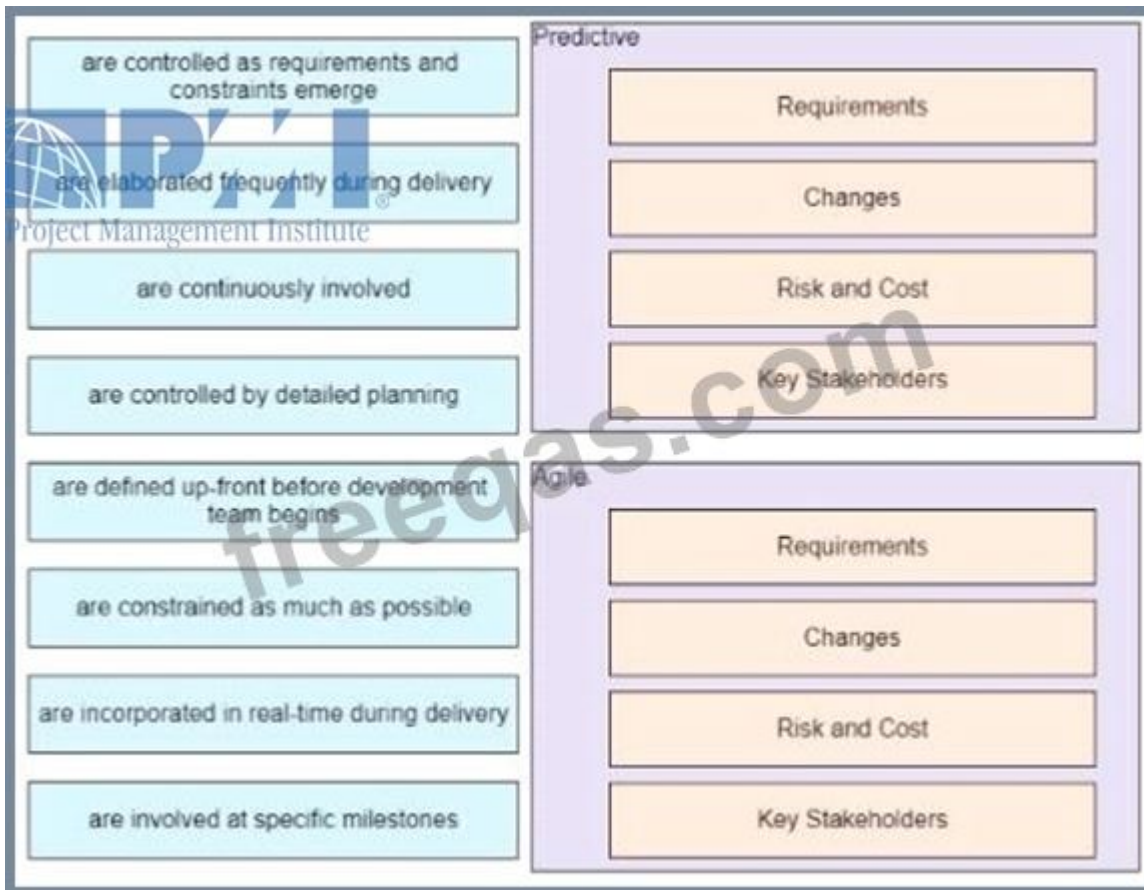 are controlled as requirements and
constraints emerge
PMI®
Project Management Institute
are elaborated frequently during delivery
are continuously involved
are controlled by detailed planning
are defined up-front before development
team begins
are constrained as much as possible
are incorporated in real-time during delivery
are involved at specific milestones
Predictive
Requirements
Changes
Risk and Cost
Key Stakeholders
Agile
Requirements
Changes
Risk and Cost
Key Stakeholders
freeqas.com